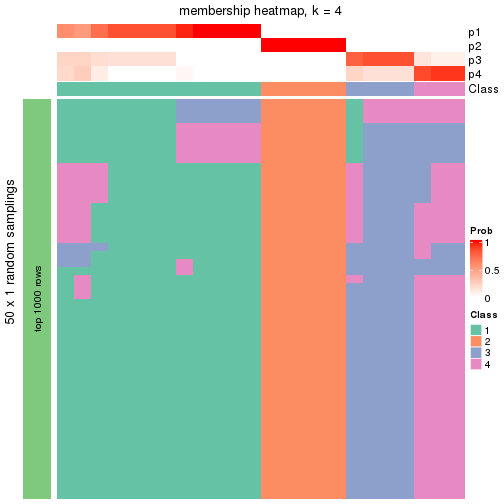 membership heatmap, k = 4
p1
p2
p3
p4
Class
50 x 1 random samplings
top 1000 rows
Prob
1
0.5
0
Class
1
2
3
4